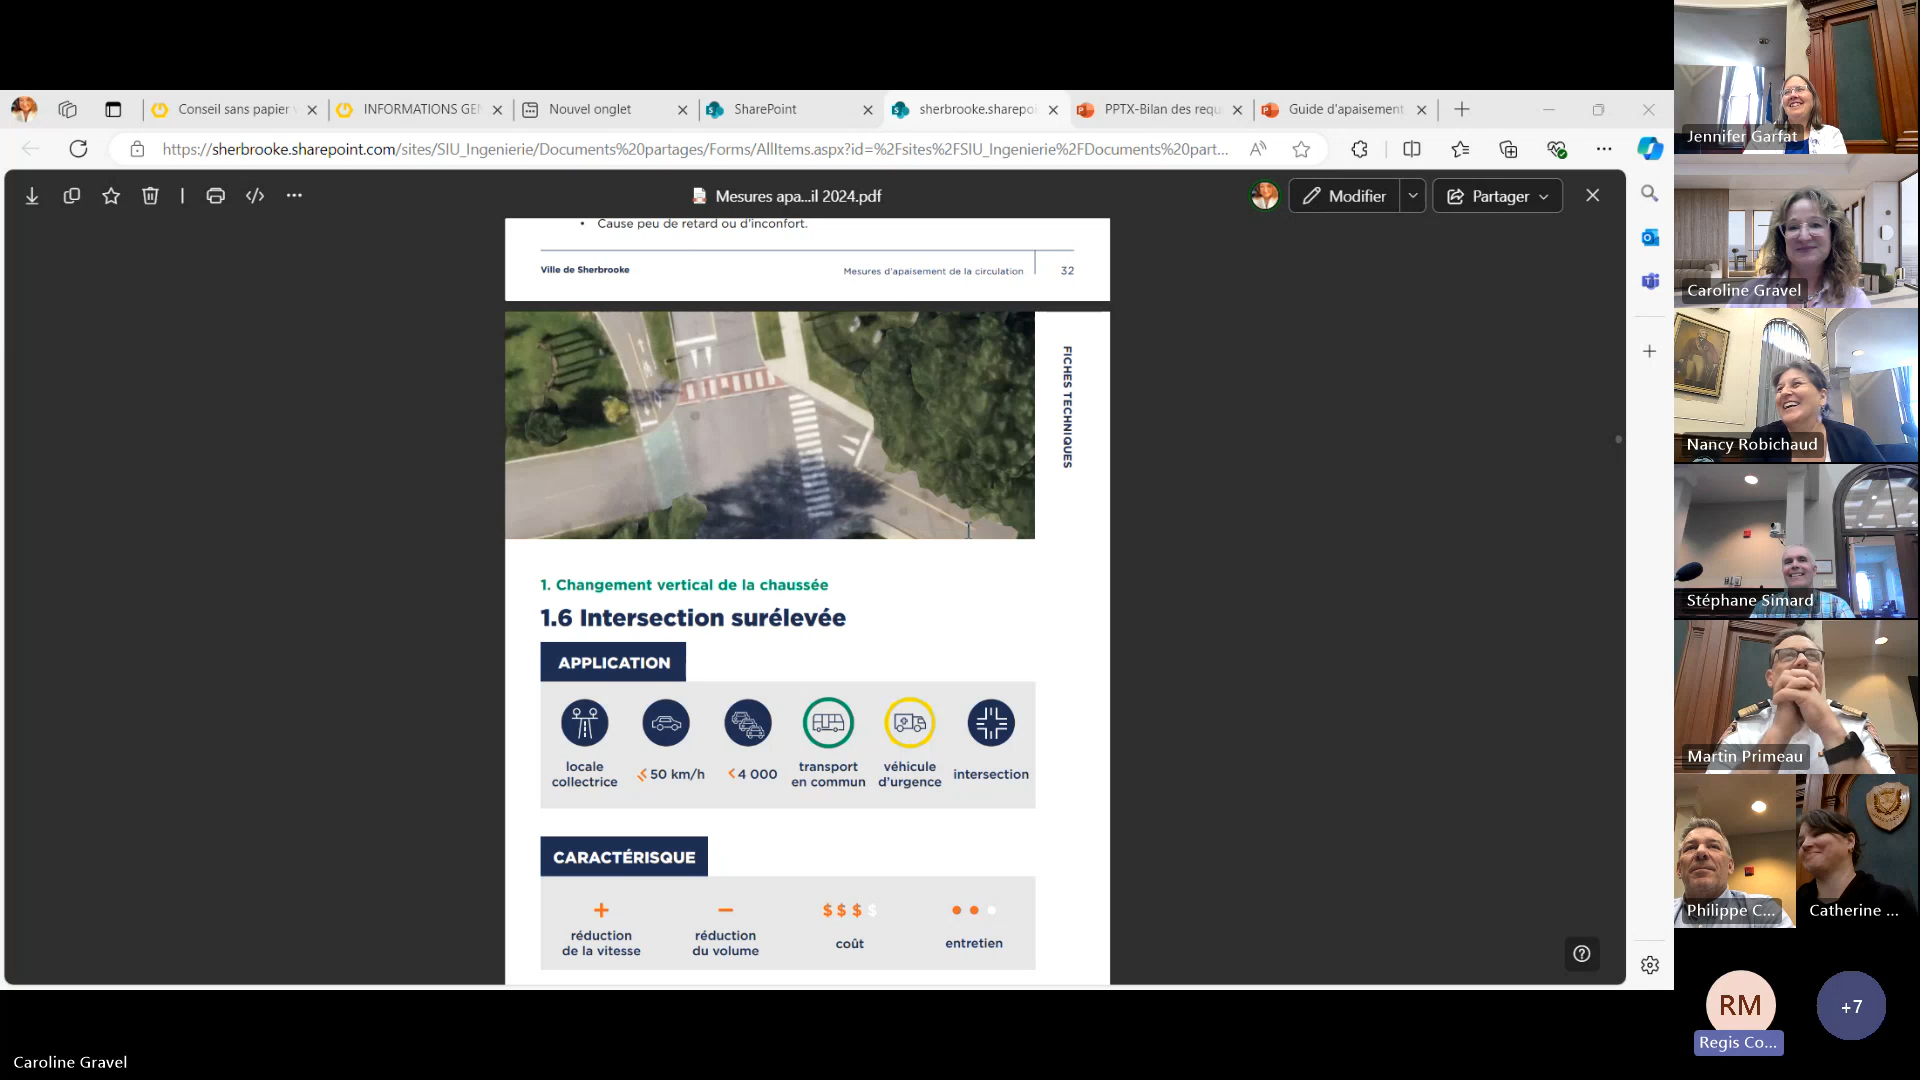 Conseil sans papier
INFORMATIONS GE
Nouvel onglet
SharePoint
sherbrooke.sharepoi
PPTX-Bilan des requ
Guide d'apaisement
https://sherbrooke.sharepoint.com/sites/SIU_Ingenierie/Documents%20partages/Forms/AllItems.aspx?id=%2Fsites%2FSIU_Ingenierie%2FDocuments%20part...
Mesures apa...il 2024.pdf
Modifier
Partager
• Cause peu de retard ou d'inconfort.
Ville de Sherbrooke
Mesures d'apaisement de la circulation
32
FICHES TECHNIQUES
1. Changement vertical de la chaussée
1.6 Intersection surélevée
APPLICATION
locale
collectrice
⩽ 50 km/h
< 4 000
transport
en commun
véhicule
d'urgence
intersection
CARACTÉRISQUE
+
réduction
de la vitesse
−
réduction
du volume
$ $ $ $
coût
entretien
Jennifer Garfat
Caroline Gravel
Nancy Robichaud
Stéphane Simard
Martin Primeau
Philippe C...
Catherine ...
RM
+7
Regis Co...
Caroline Gravel